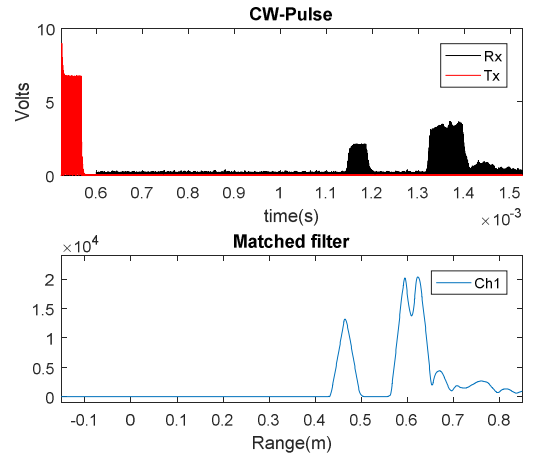 CW-Pulse
10
5
0
Volts
Rx
Tx
0.6 0.7 0.8 0.9 1 1.1 1.2 1.3 1.4 1.5
time(s)
×10⁻³
Matched filter
×10⁴
2
1.5
1
0.5
0
Ch1
-0.1 0 0.1 0.2 0.3 0.4 0.5 0.6 0.7 0.8
Range(m)